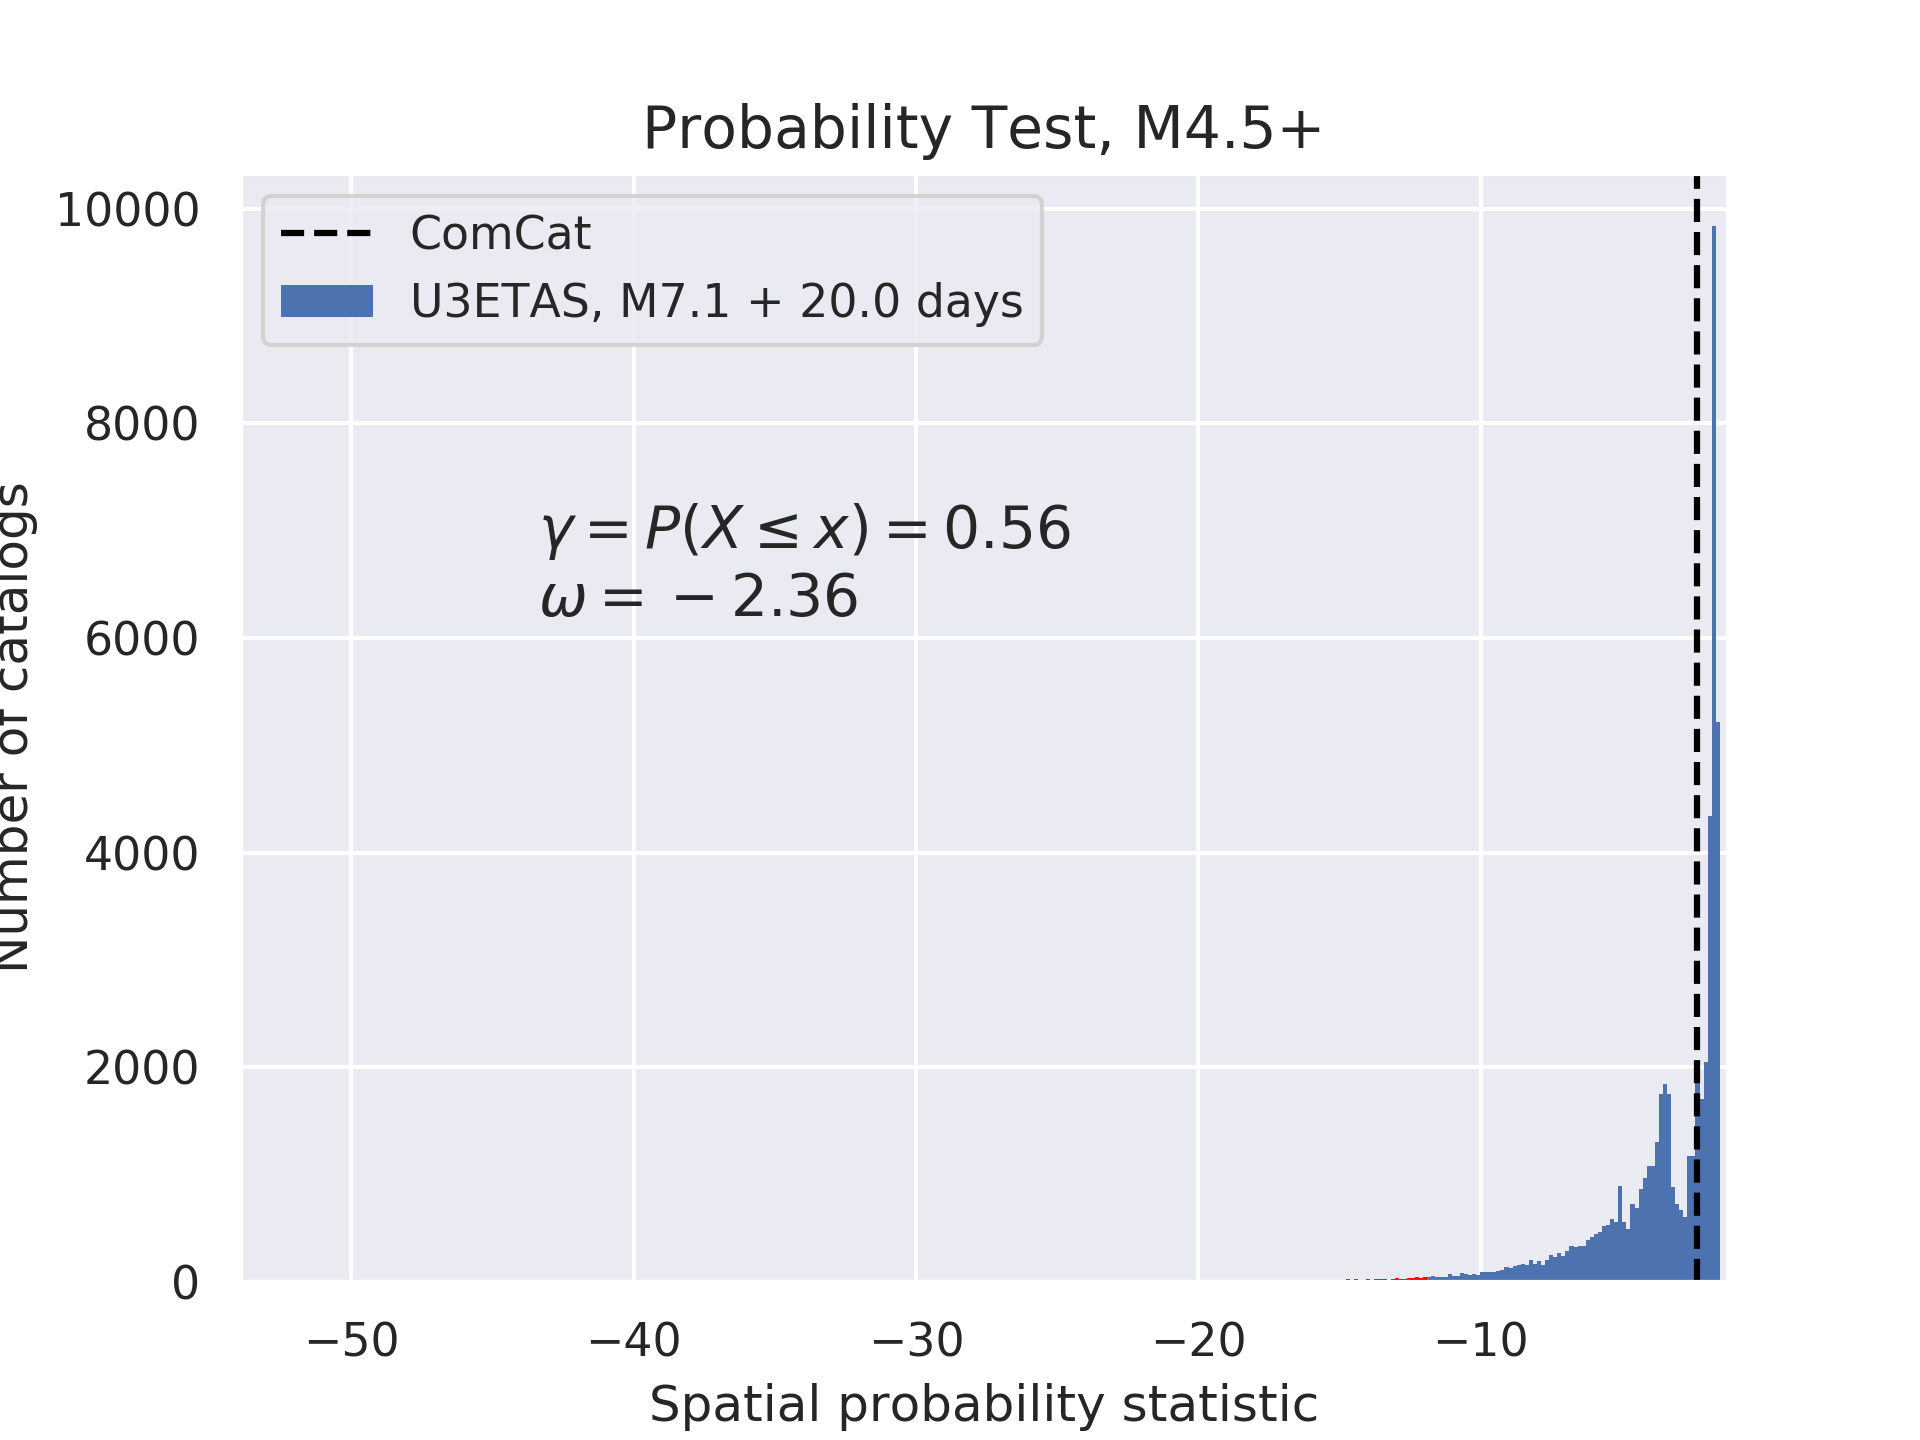 Probability Test, M4.5+
ComCat
U3ETAS, M7.1 + 20.0 days
γ = P(X ≤ x) = 0.56
ω = −2.36
Number of catalogs
10000
8000
6000
4000
2000
0
−50 −40 −30 −20 −10
Spatial probability statistic